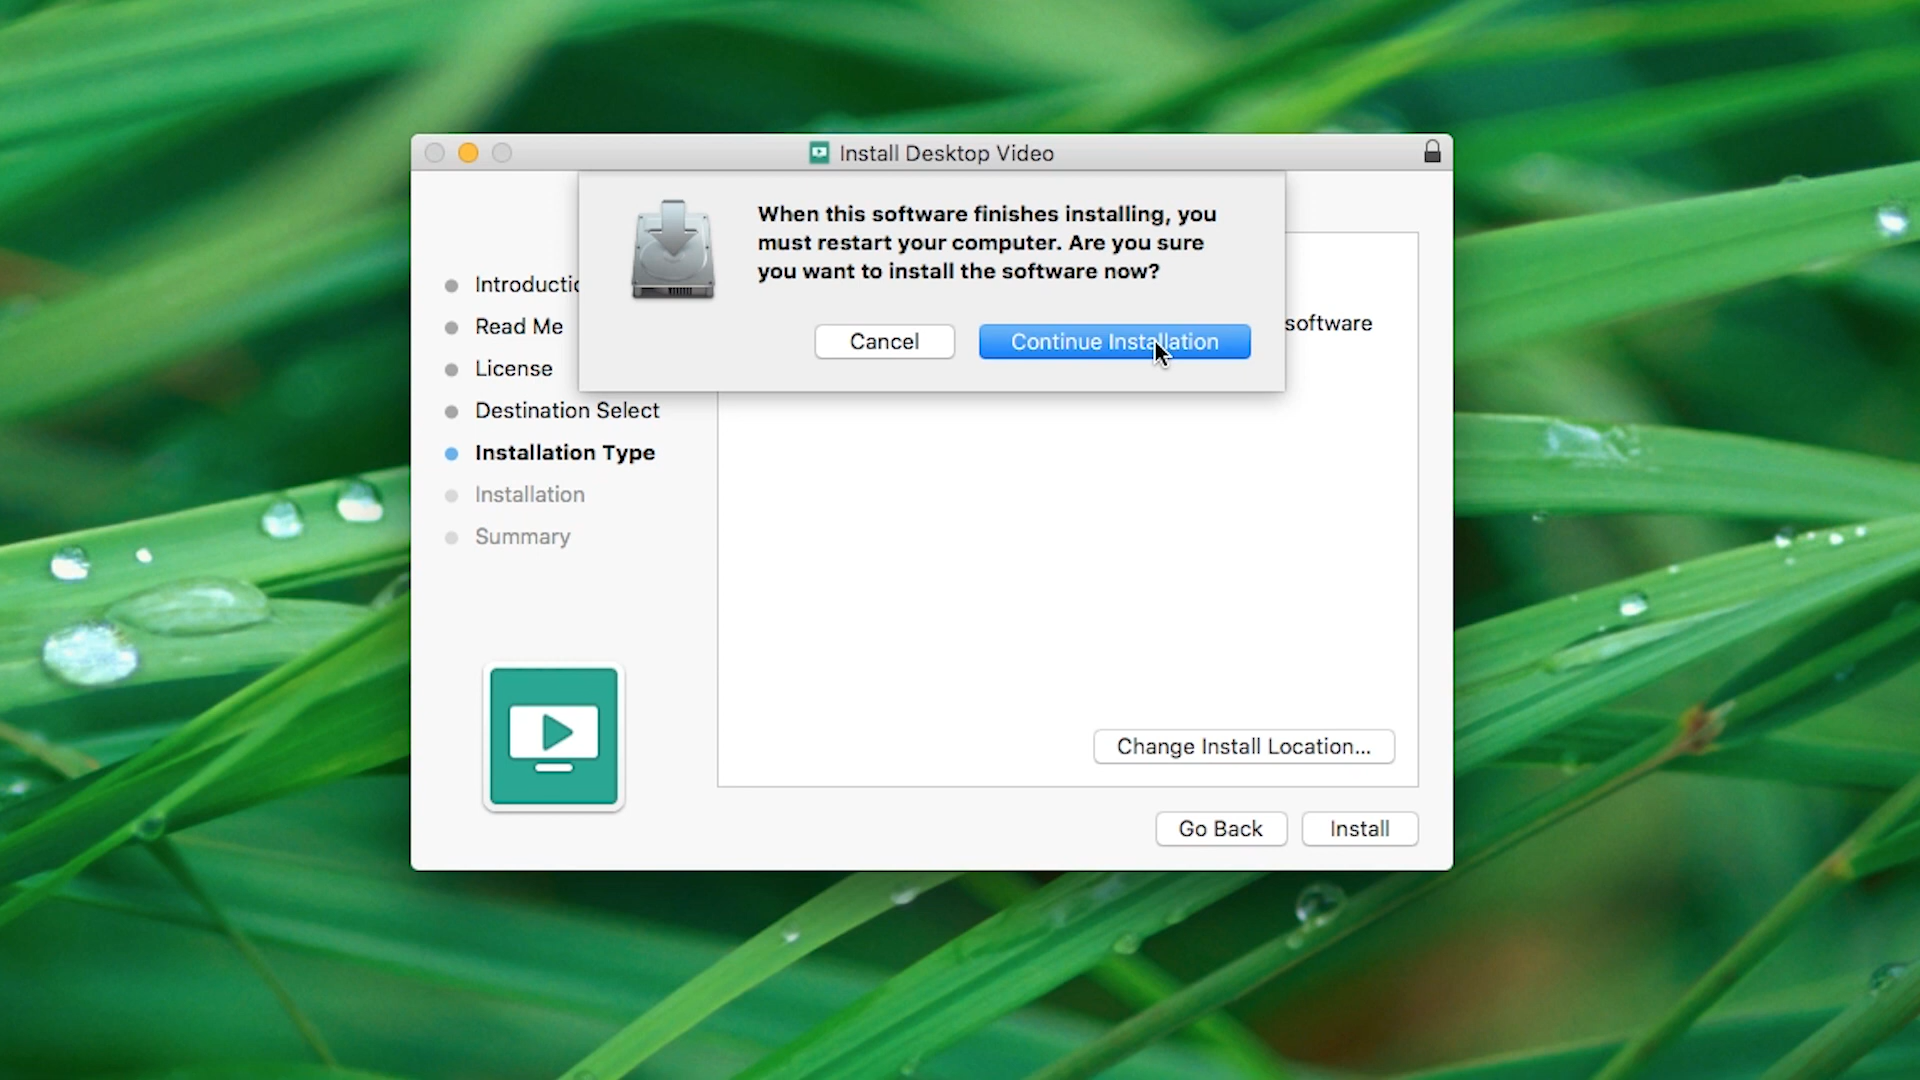 Install Desktop Video
When this software finishes installing, you
must restart your computer. Are you sure
you want to install the software now?
Cancel
Continue Installation
software
Introductio
Read Me
License
Destination Select
Installation Type
Installation
Summary
Change Install Location...
Go Back
Install